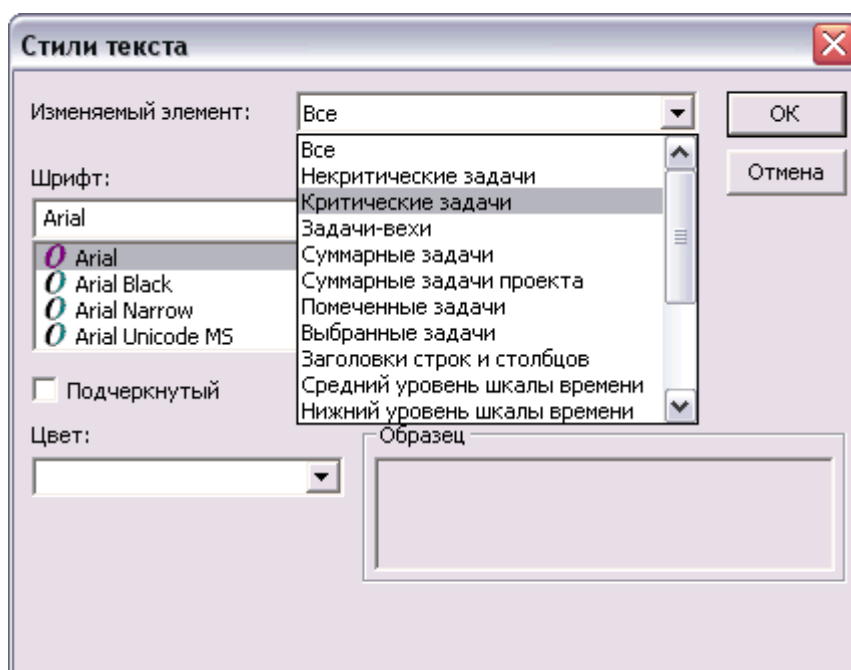 Стили текста
Изменяемый элемент:
Все
OK
Все
Некритические задачи
Критические задачи
Задачи-вехи
Суммарные задачи
Суммарные задачи проекта
Помеченные задачи
Выбранные задачи
Заголовки строк и столбцов
Средний уровень шкалы времени
Нижний уровень шкалы времени
Отмена
Шрифт:
Arial
Arial
Arial Black
Arial Narrow
Arial Unicode MS
Подчеркнутый
Цвет:
Образец